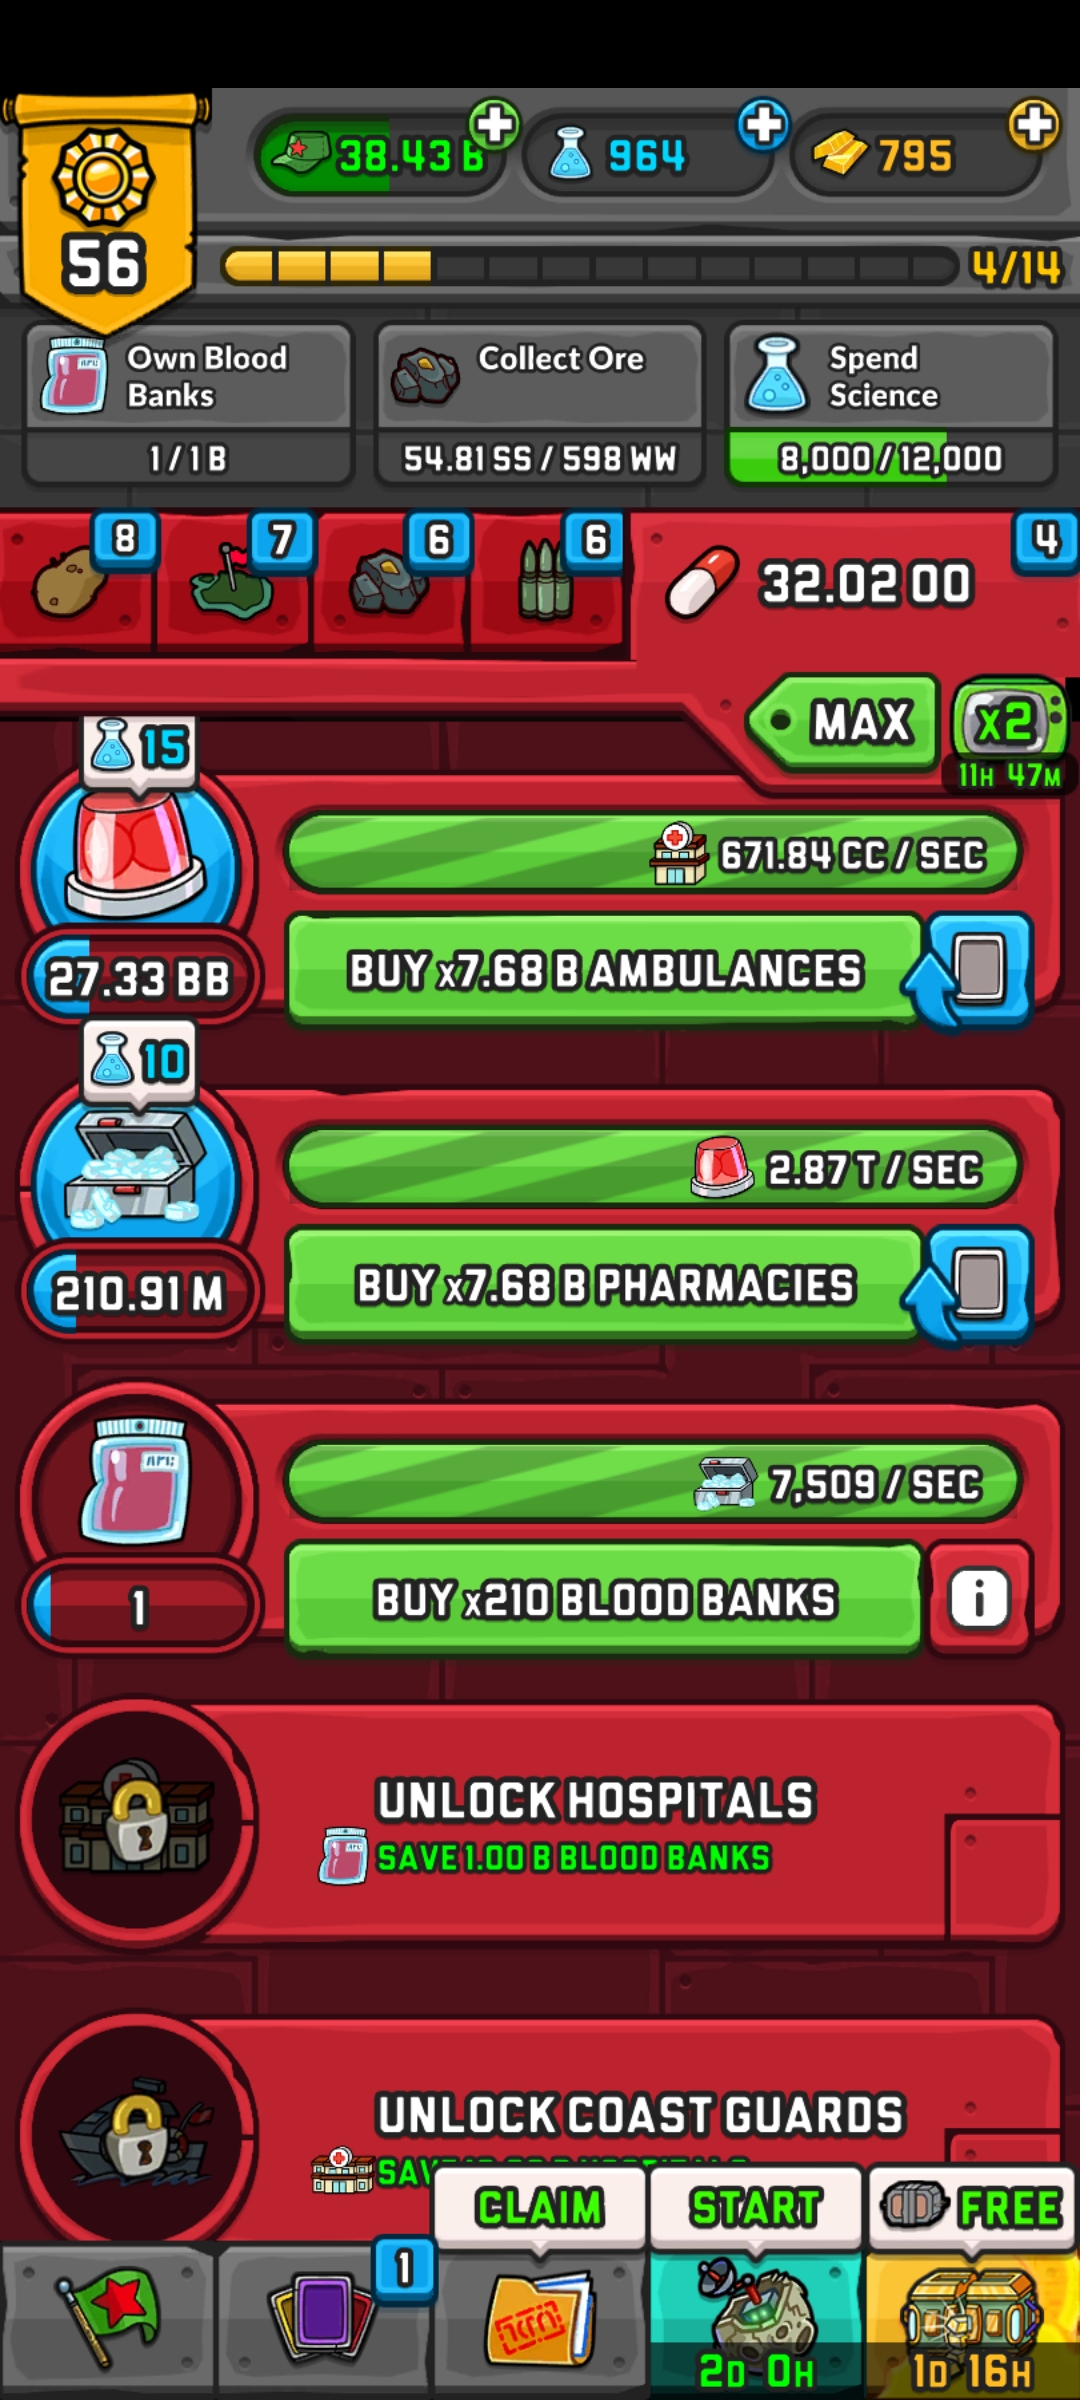 38.43 B
964
795
56
4/14
Own Blood
Banks
1 / 1 B
Collect Ore
54.81 SS / 598 WW
Spend
Science
8,000 / 12,000
8
7
6
6
4
32.02 OO
MAX
x2
11H 47M
15
671.84 CC / SEC
27.33 BB
BUY x7.68 B AMBULANCES
10
2.87 T / SEC
210.91 M
BUY x7.68 B PHARMACIES
7,509 / SEC
1
BUY x210 BLOOD BANKS
i
UNLOCK HOSPITALS
SAVE 1.00 B BLOOD BANKS
UNLOCK COAST GUARDS
CLAIM
START
FREE
1
2D 0H
1D 16H